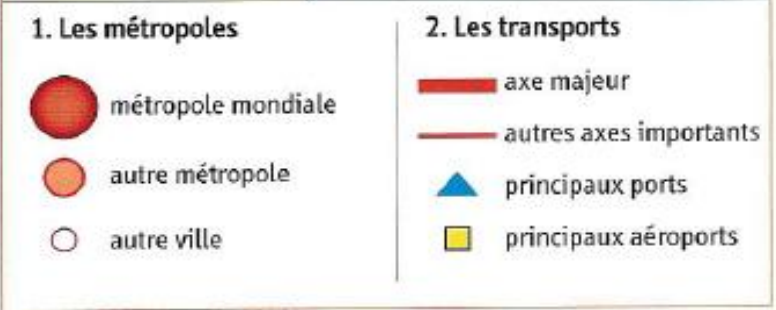 1. Les métropoles
métropole mondiale
autre métropole
autre ville
2. Les transports
axe majeur
autres axes importants
principaux ports
principaux aéroports